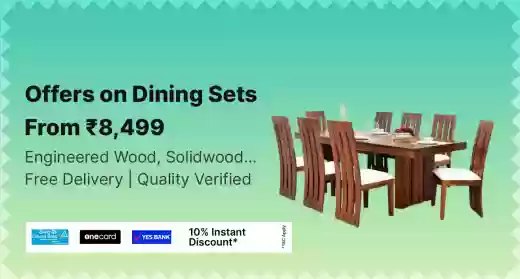 Offers on Dining Sets
From ₹8,499
Engineered Wood, Solidwood...
Free Delivery | Quality Verified
onecard
YES BANK
10% Instant
Discount*